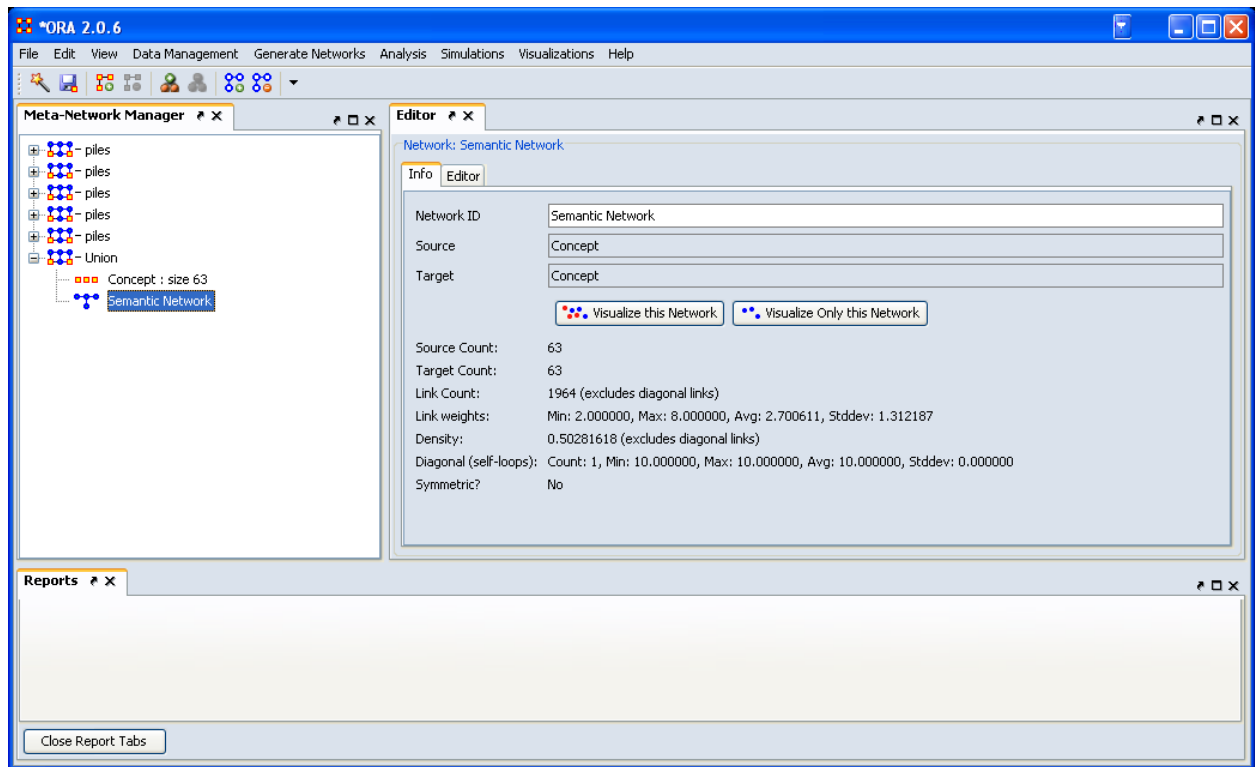 *ORA 2.0.6
File Edit View Data Management Generate Networks Analysis Simulations Visualizations Help
Meta-Network Manager
piles
piles
piles
piles
piles
Union
Concept : size 63
Semantic Network
Editor
Network: Semantic Network
Info Editor
Network ID Semantic Network
Source Concept
Target Concept
Visualize this Network Visualize Only this Network
Source Count: 63
Target Count: 63
Link Count: 1964 (excludes diagonal links)
Link weights: Min: 2.000000, Max: 8.000000, Avg: 2.700611, Stddev: 1.312187
Density: 0.50281618 (excludes diagonal links)
Diagonal (self-loops): Count: 1, Min: 10.000000, Max: 10.000000, Avg: 10.000000, Stddev: 0.000000
Symmetric? No
Reports
Close Report Tabs